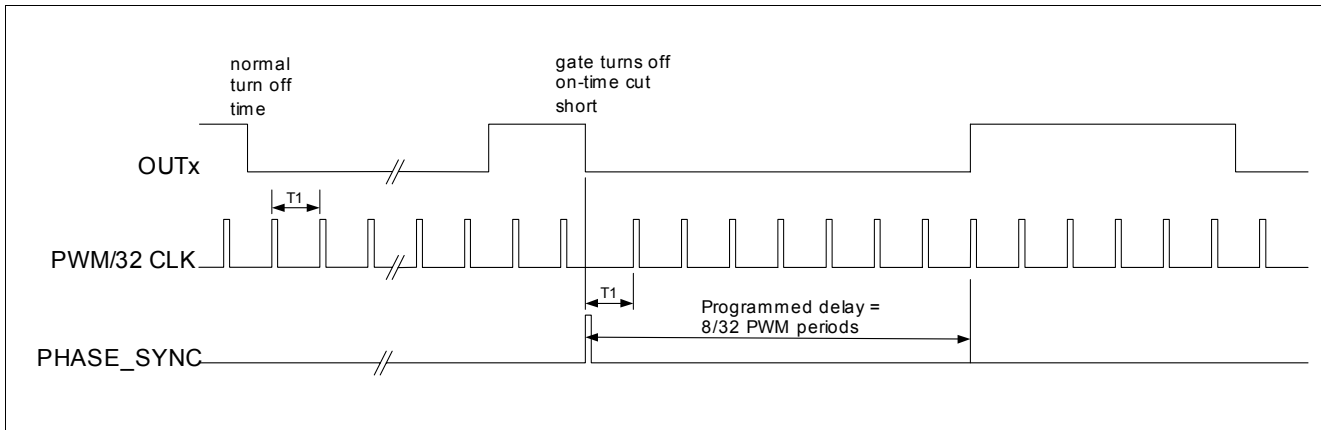 normal
turn off
time
gate turns off
on-time cut
short
OUTx
T1
PWM/32 CLK
T1
Programmed delay =
8/32 PWM periods
PHASE_SYNC